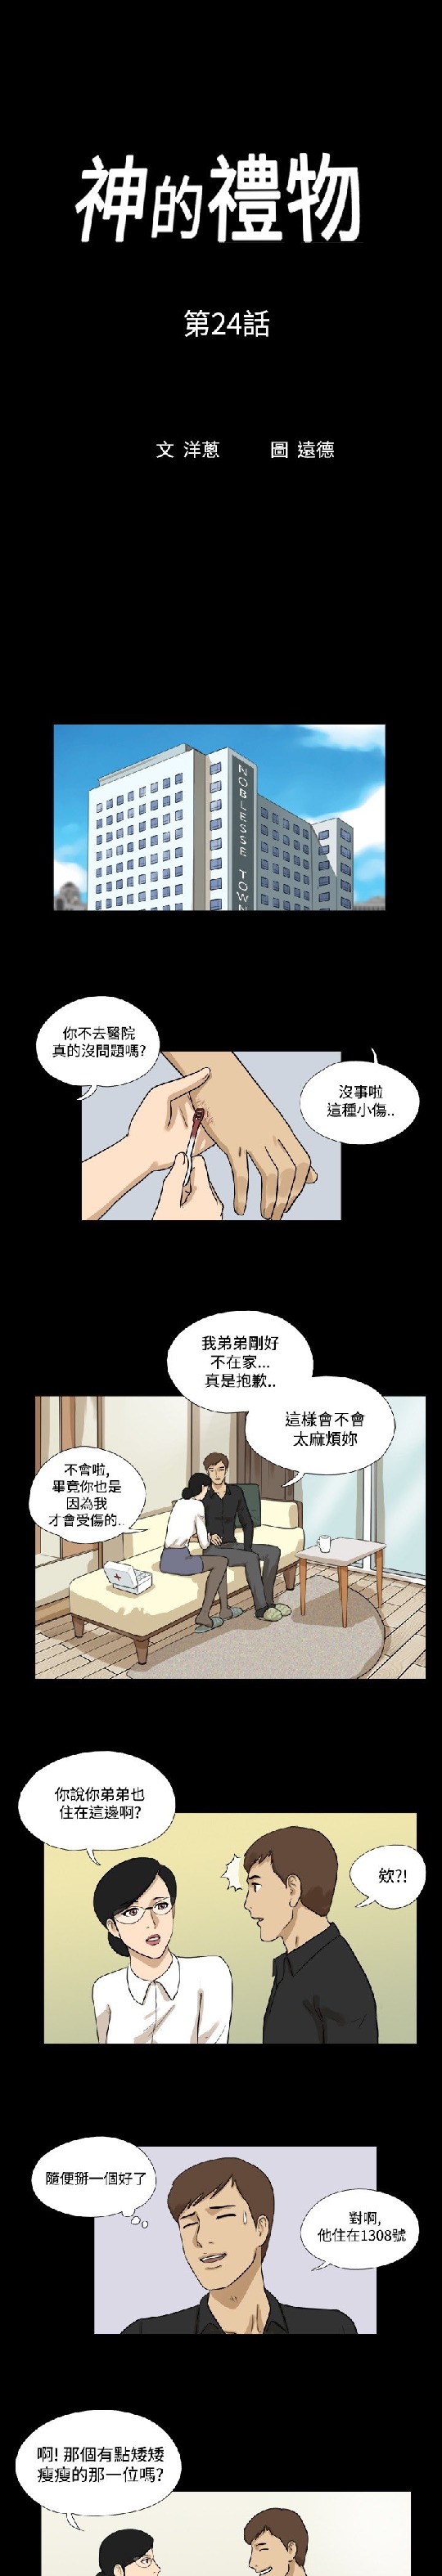 神的禮物
第24話
文 洋蔥 圖 遠德
NOBLESSE TOWN
你不去醫院
真的沒問題嗎?
沒事啦
這種小傷..
我弟弟剛好
不在家...
真是抱歉..
這樣會不會
太麻煩妳
不會啦,
畢竟你也是
因為我
才會受傷的..
你說你弟弟也
住在這邊啊?
欸?!
隨便掰一個好了
對啊,
他住在1308號
啊! 那個有點矮矮
瘦瘦的那一位嗎?